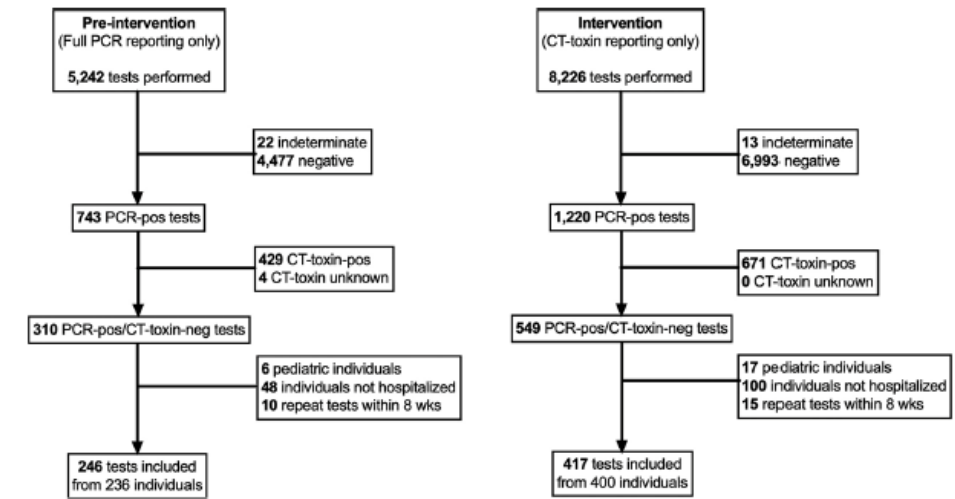 Pre-intervention
(Full PCR reporting only)
5,242 tests performed
22 indeterminate
4,477 negative
743 PCR-pos tests
429 CT-toxin-pos
4 CT-toxin unknown
310 PCR-pos/CT-toxin-neg tests
6 pediatric individuals
48 individuals not hospitalized
10 repeat tests within 8 wks
246 tests included
from 236 individuals
Intervention
(CT-toxin reporting only)
8,226 tests performed
13 indeterminate
6,993 negative
1,220 PCR-pos tests
671 CT-toxin-pos
0 CT-toxin unknown
549 PCR-pos/CT-toxin-neg tests
17 pediatric individuals
100 individuals not hospitalized
15 repeat tests within 8 wks
417 tests included
from 400 individuals